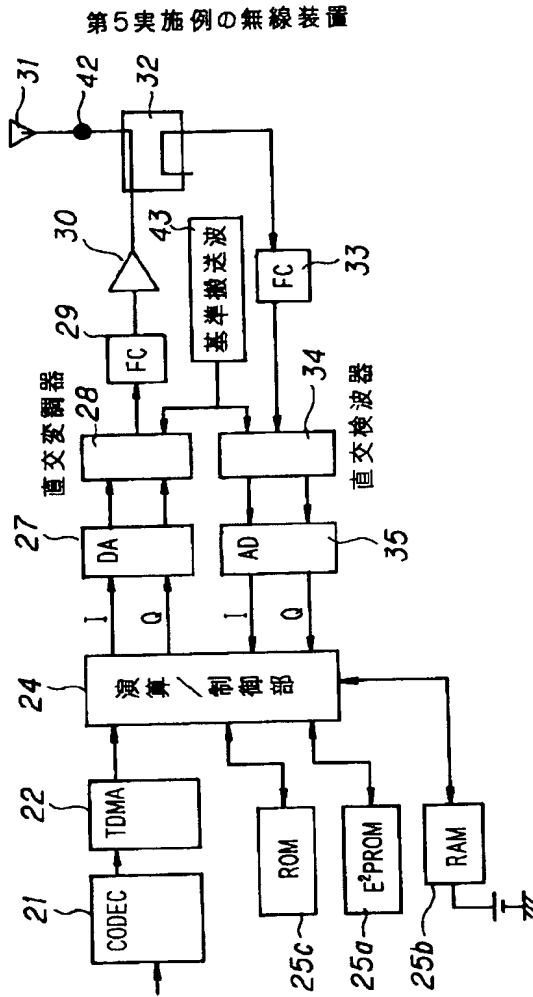 第5実施例の無線装置
31
42
32
30
43
基準搬送波
33
FC
29
FC
直交変調器
28
34
直交検波器
27
DA
35
AD
I
Q
I
Q
24
演算/制御部
22
TDMA
21
CODEC
ROM
25c
E²PROM
25a
RAM
25b